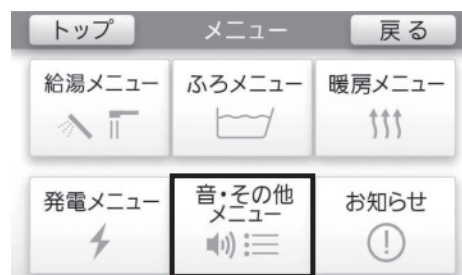 トップ メニュー 戻る
給湯メニュー ふろメニュー 暖房メニュー
発電メニュー 音・その他 お知らせ
メニュー